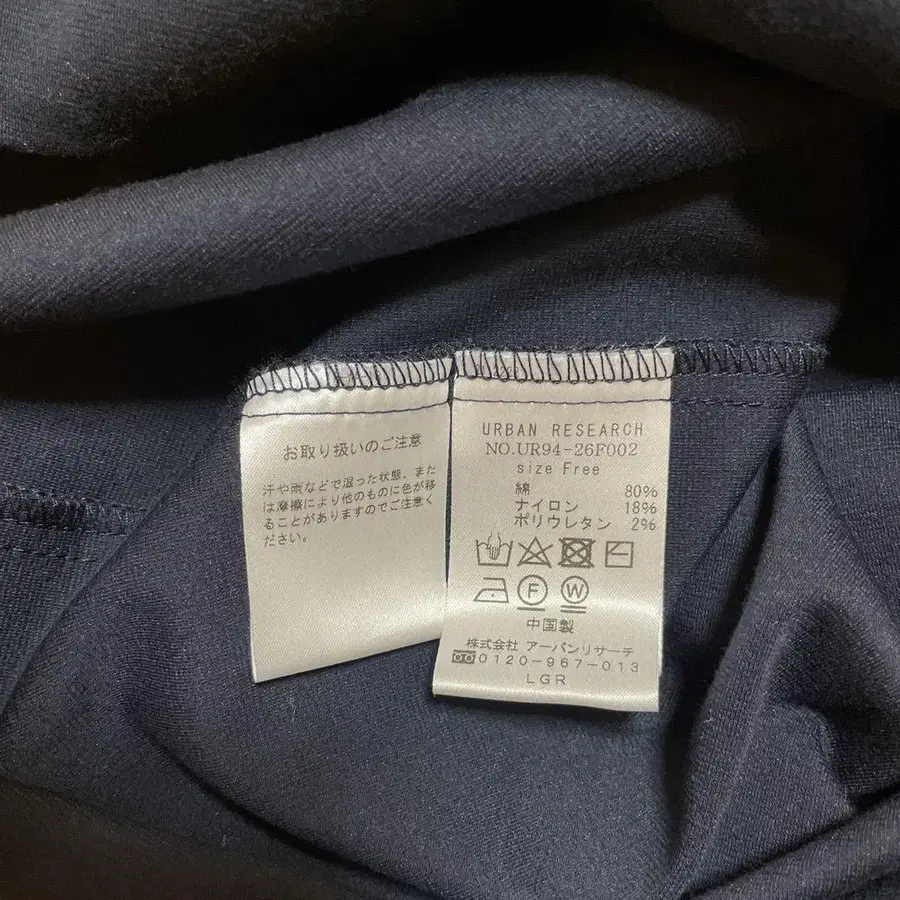 お取り扱いのご注意
汗や雨などで湿った状態、また
は摩擦により他のものに色が移
ることがありますのでご注意く
ださい。
URBAN RESEARCH
NO.UR94-26F002
size Free
綿 80%
ナイロン 18%
ポリウレタン 2%
F W
中国製
株式会社 アーバンリサーチ
0120-967-013
LGR